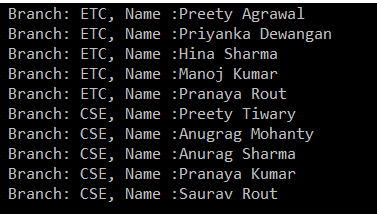 Branch: ETC, Name :Preety Agrawal
Branch: ETC, Name :Priyanka Dewangan
Branch: ETC, Name :Hina Sharma
Branch: ETC, Name :Manoj Kumar
Branch: ETC, Name :Pranaya Rout
Branch: CSE, Name :Preety Tiwary
Branch: CSE, Name :Anugrag Mohanty
Branch: CSE, Name :Anurag Sharma
Branch: CSE, Name :Pranaya Kumar
Branch: CSE, Name :Saurav Rout